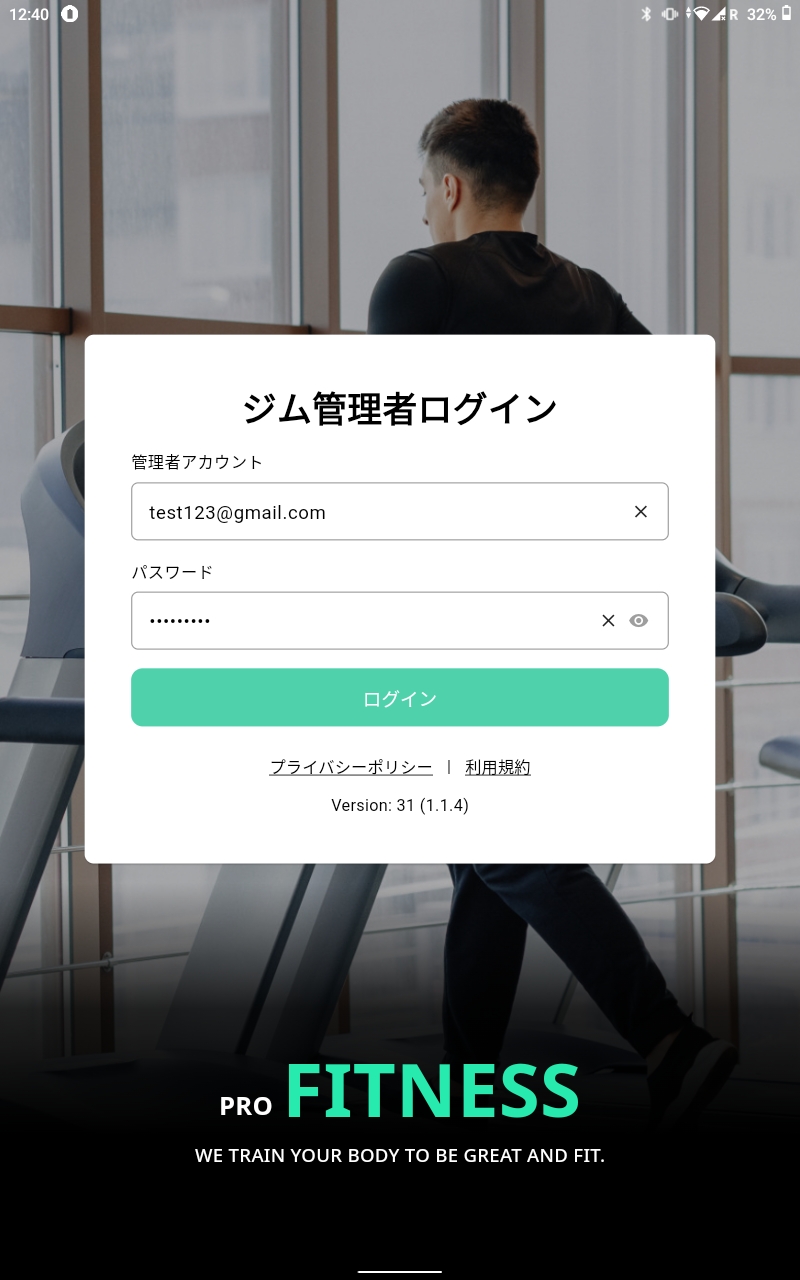 12:40 R 32%
ジム管理者ログイン
管理者アカウント
test123@gmail.com
パスワード
•••••••••
ログイン
プライバシーポリシー | 利用規約
Version: 31 (1.1.4)
PRO FITNESS
WE TRAIN YOUR BODY TO BE GREAT AND FIT.